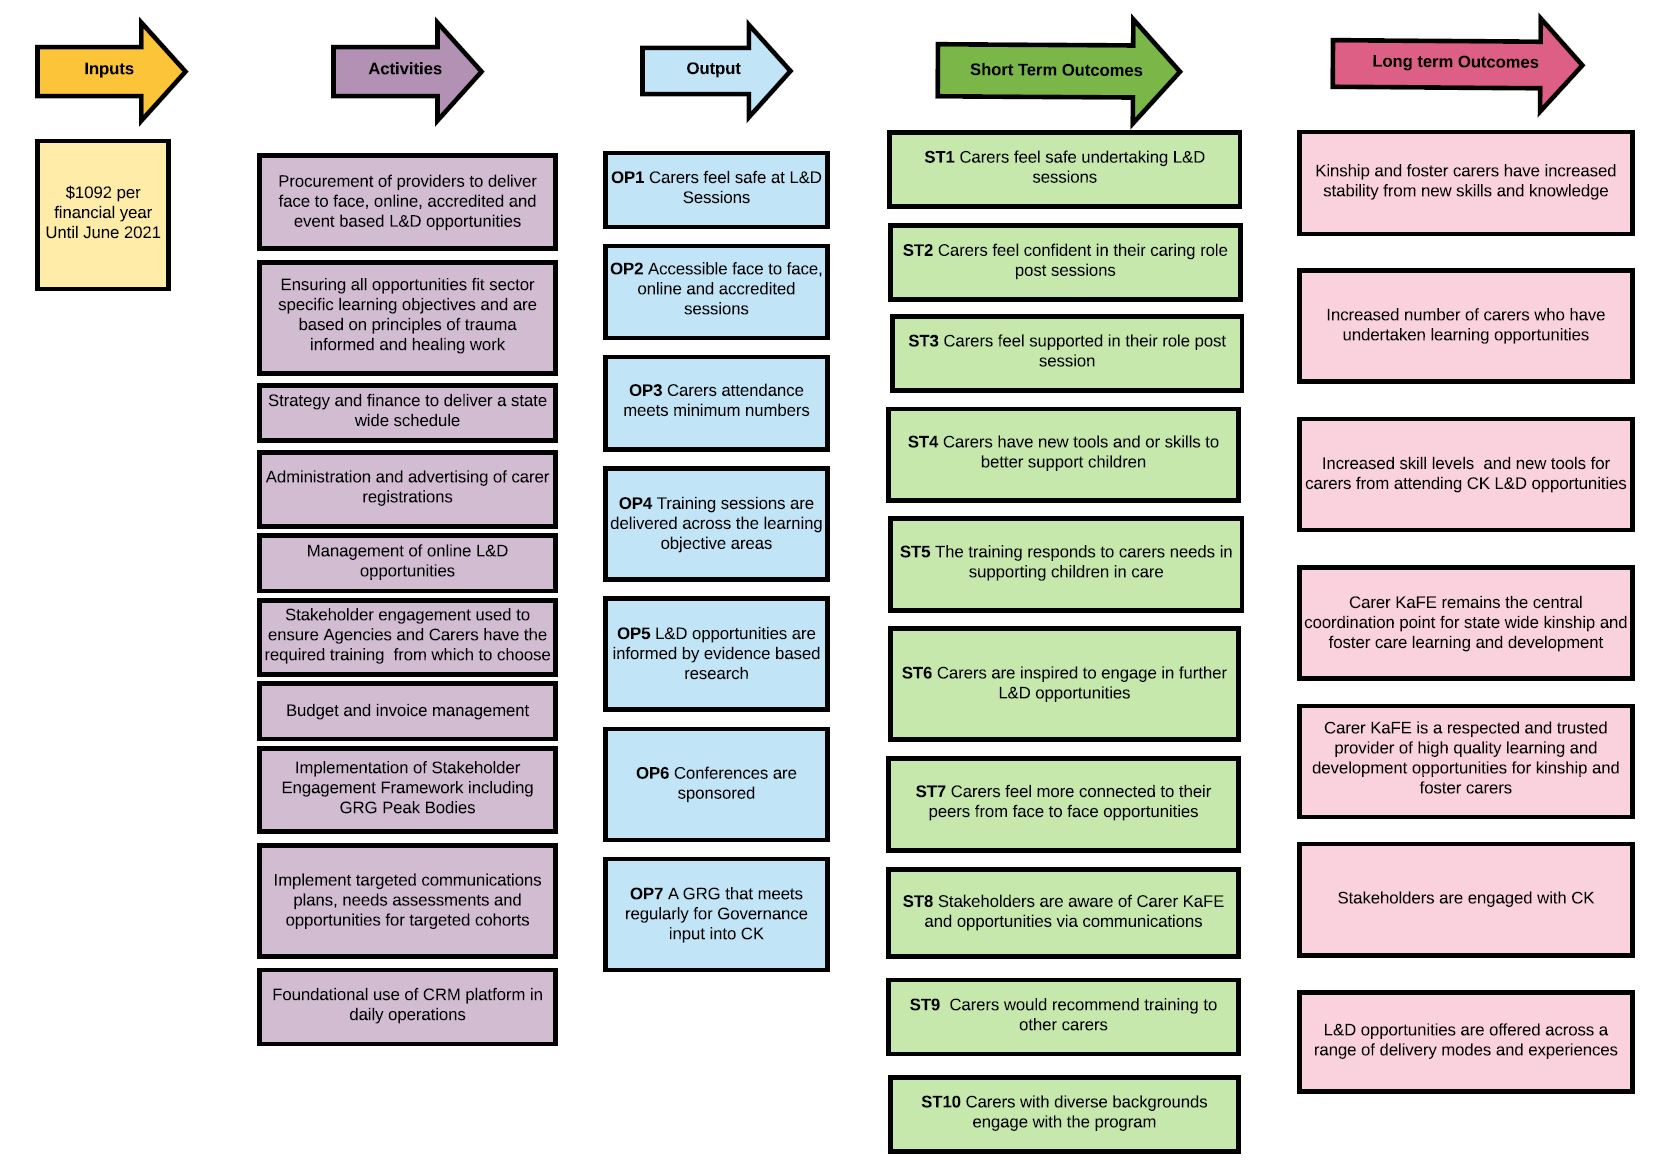 Inputs
$1092 per
financial year
Until June 2021
Activities
Procurement of providers to deliver
face to face, online, accredited and
event based L&D opportunities
Ensuring all opportunities fit sector
specific learning objectives and are
based on principles of trauma
informed and healing work
Strategy and finance to deliver a state
wide schedule
Administration and advertising of carer
registrations
Management of online L&D
opportunities
Stakeholder engagement used to
ensure Agencies and Carers have the
required training  from which to choose
Budget and invoice management
Implementation of Stakeholder
Engagement Framework including
GRG Peak Bodies
Implement targeted communications
plans, needs assessments and
opportunities for targeted cohorts
Foundational use of CRM platform in
daily operations
Output
OP1 Carers feel safe at L&D
Sessions
OP2 Accessible face to face,
online and accredited
sessions
OP3 Carers attendance
meets minimum numbers
OP4 Training sessions are
delivered across the learning
objective areas
OP5 L&D opportunities are
informed by evidence based
research
OP6 Conferences are
sponsored
OP7 A GRG that meets
regularly for Governance
input into CK
Short Term Outcomes
ST1 Carers feel safe undertaking L&D
sessions
ST2 Carers feel confident in their caring role
post sessions
ST3 Carers feel supported in their role post
session
ST4 Carers have new tools and or skills to
better support children
ST5 The training responds to carers needs in
supporting children in care
ST6 Carers are inspired to engage in further
L&D opportunities
ST7 Carers feel more connected to their
peers from face to face opportunities
ST8 Stakeholders are aware of Carer KaFE
and opportunities via communications
ST9  Carers would recommend training to
other carers
ST10 Carers with diverse backgrounds
engage with the program
Long term Outcomes
Kinship and foster carers have increased
stability from new skills and knowledge
Increased number of carers who have
undertaken learning opportunities
Increased skill levels  and new tools for
carers from attending CK L&D opportunities
Carer KaFE remains the central
coordination point for state wide kinship and
foster care learning and development
Carer KaFE is a respected and trusted
provider of high quality learning and
development opportunities for kinship and
foster carers
Stakeholders are engaged with CK
L&D opportunities are offered across a
range of delivery modes and experiences